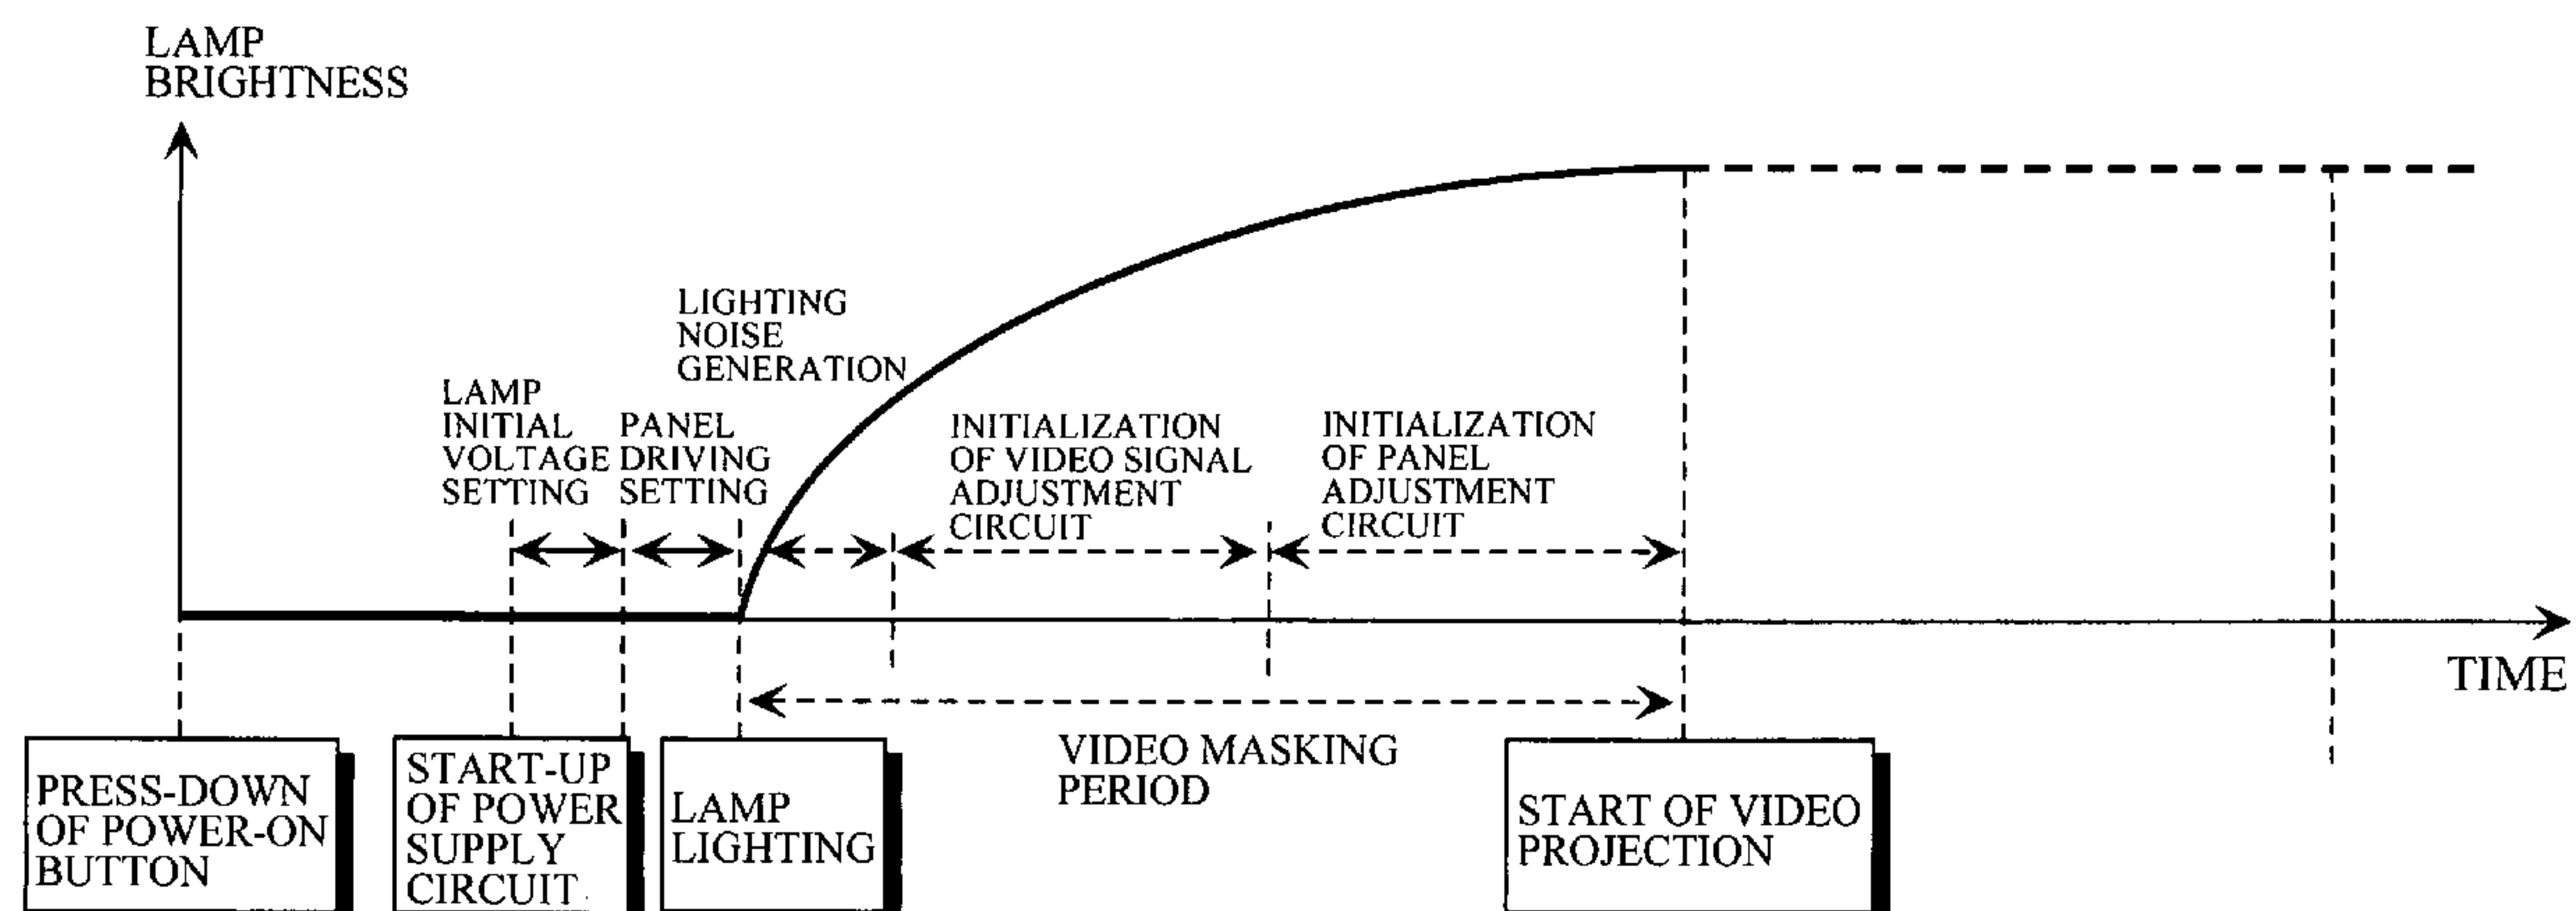 LAMP
BRIGHTNESS
LIGHTING
NOISE
GENERATION
LAMP
INITIAL
VOLTAGE
SETTING
PANEL
DRIVING
SETTING
INITIALIZATION
OF VIDEO SIGNAL
ADJUSTMENT
CIRCUIT
INITIALIZATION
OF PANEL
ADJUSTMENT
CIRCUIT
TIME
VIDEO MASKING
PERIOD
PRESS-DOWN
OF POWER-ON
BUTTON
START-UP
OF POWER
SUPPLY
CIRCUIT
LAMP
LIGHTING
START OF VIDEO
PROJECTION